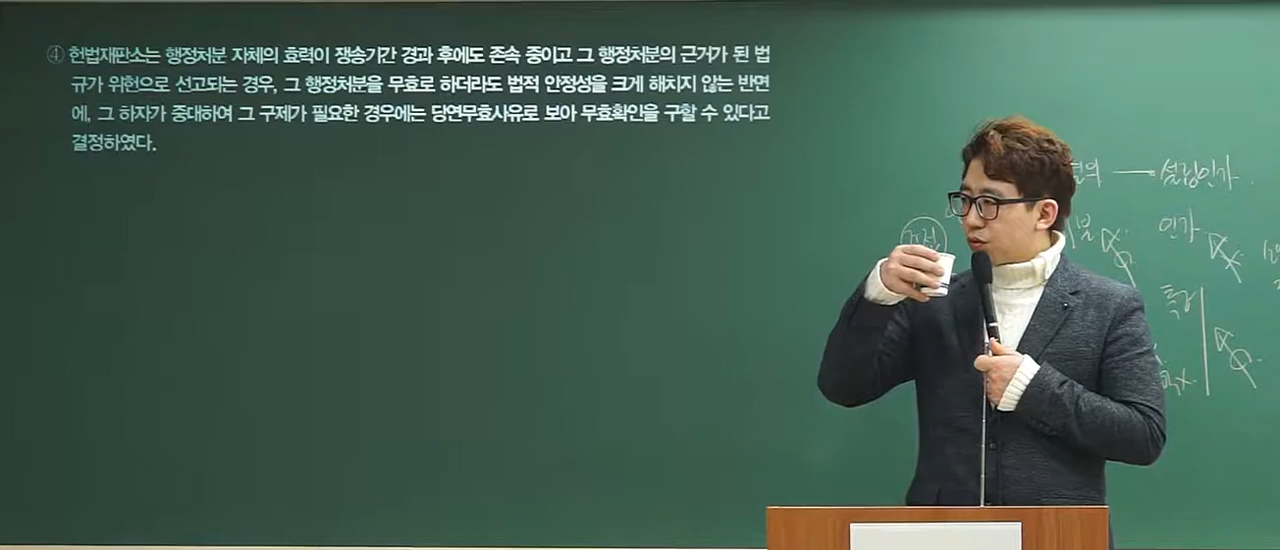 ④ 헌법재판소는 행정처분 자체의 효력이 쟁송기간 경과 후에도 존속 중이고 그 행정처분의 근거가 된 법
규가 위헌으로 선고되는 경우, 그 행정처분을 무효로 하더라도 법적 안정성을 크게 해치지 않는 반면
에, 그 하자가 중대하여 그 구제가 필요한 경우에는 당연무효사유로 보아 무효확인을 구할 수 있다고
결정하였다.
결의 → 설립인가
인가